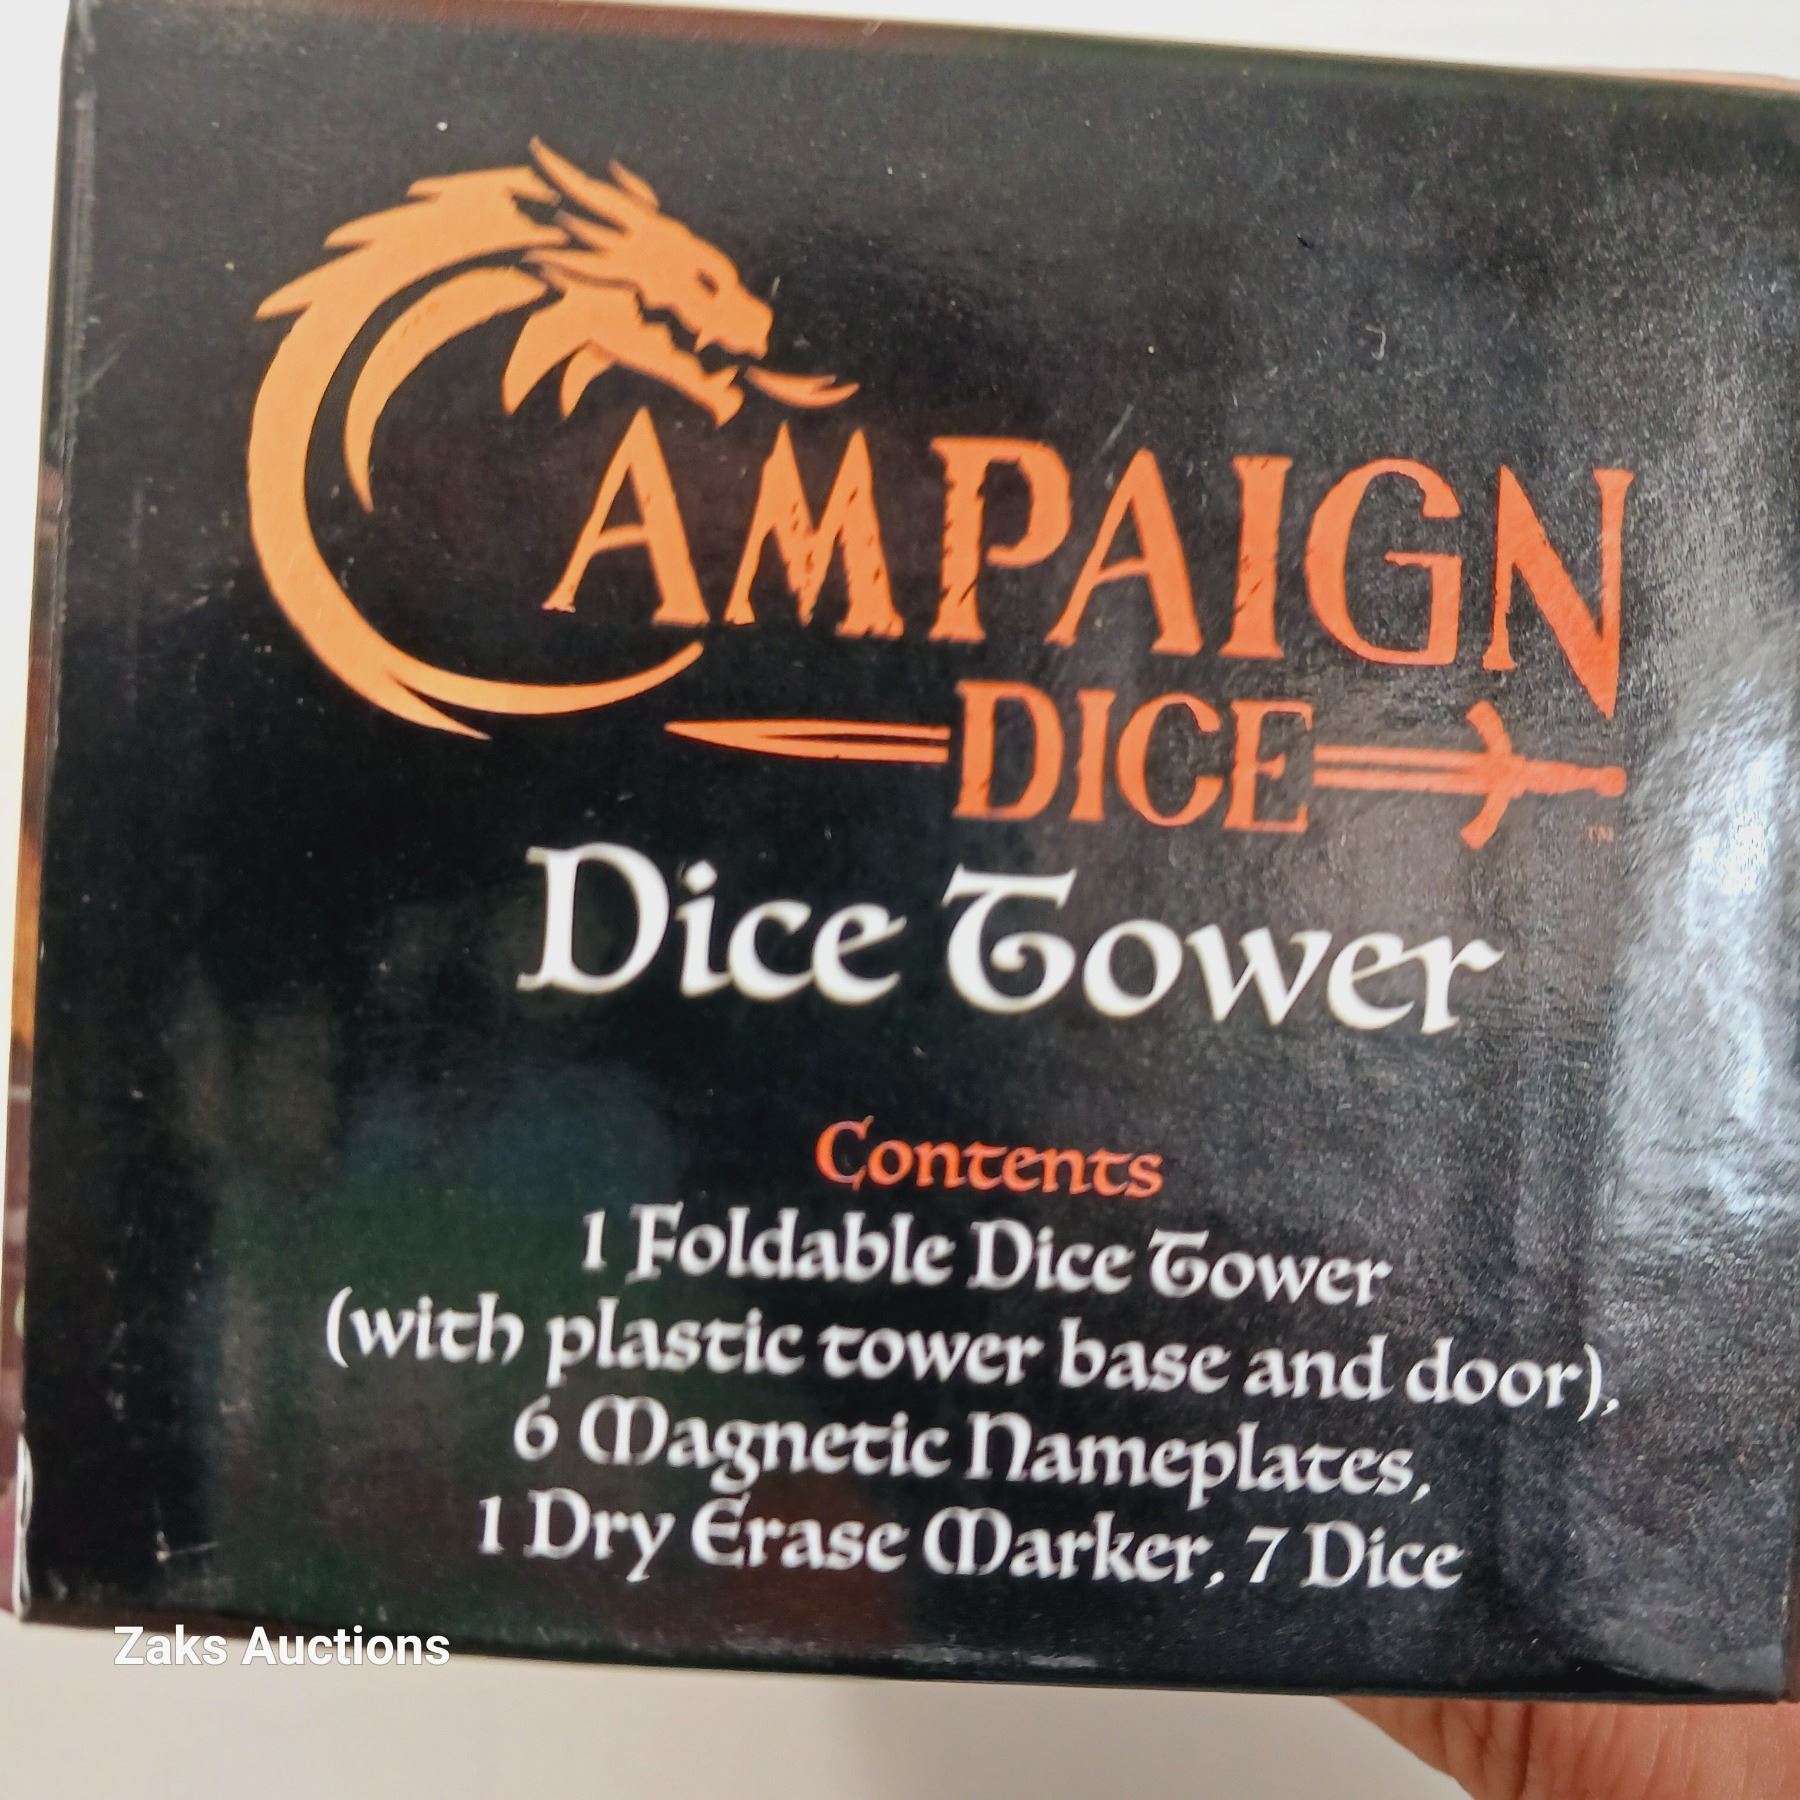 CAMPAIGN
DICE
™
Dice Tower
Contents
1 Foldable Dice Tower
(with plastic tower base and door),
6 Magnetic Nameplates,
1 Dry Erase Marker, 7 Dice
Zaks Auctions